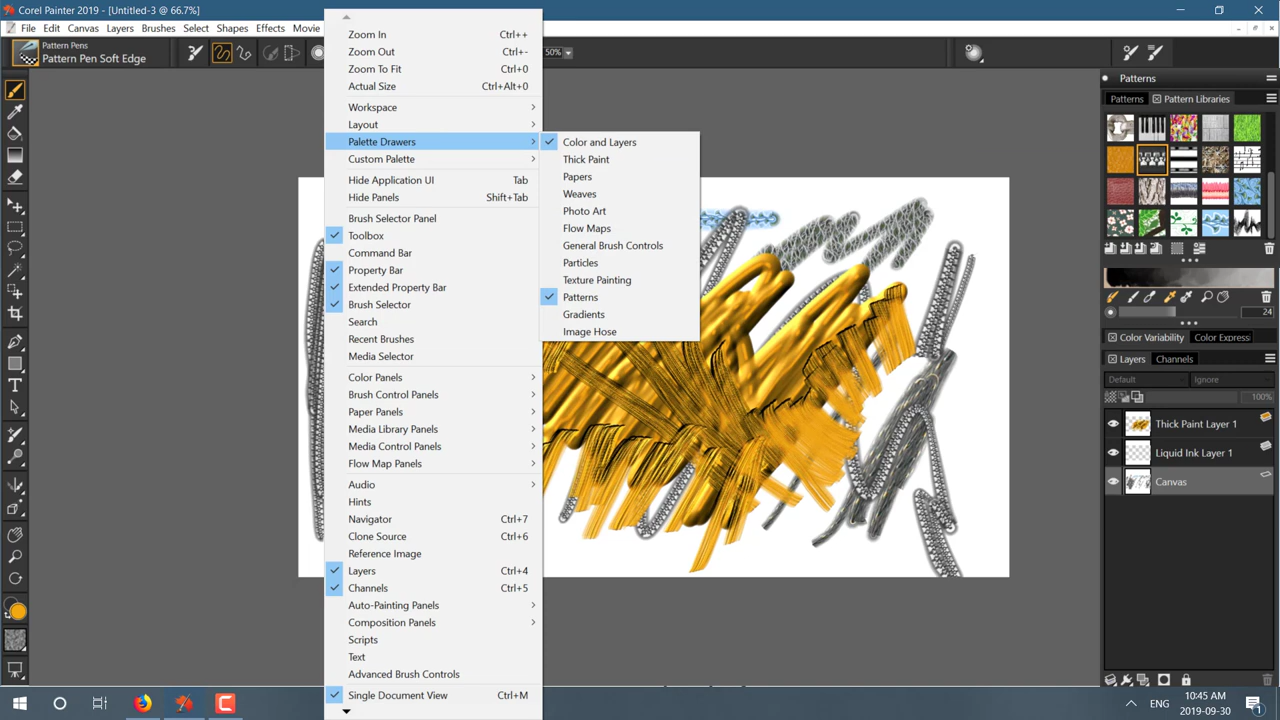 Corel Painter 2019 - [Untitled-3 @ 66.7%]
File Edit Canvas Layers Brushes Select Shapes Effects Movie
Pattern Pens
Pattern Pen Soft Edge
50%
Zoom In Ctrl++
Zoom Out Ctrl+-
Zoom To Fit Ctrl+0
Actual Size Ctrl+Alt+0
Workspace
Layout
Palette Drawers
Custom Palette
Hide Application UI Tab
Hide Panels Shift+Tab
Brush Selector Panel
Toolbox
Command Bar
Property Bar
Extended Property Bar
Brush Selector
Search
Recent Brushes
Media Selector
Color Panels
Brush Control Panels
Paper Panels
Media Library Panels
Media Control Panels
Flow Map Panels
Audio
Hints
Navigator Ctrl+7
Clone Source Ctrl+6
Reference Image
Layers Ctrl+4
Channels Ctrl+5
Auto-Painting Panels
Composition Panels
Scripts
Text
Advanced Brush Controls
Single Document View Ctrl+M
Color and Layers
Thick Paint
Papers
Weaves
Photo Art
Flow Maps
General Brush Controls
Particles
Texture Painting
Patterns
Gradients
Image Hose
Patterns
Patterns Pattern Libraries
24
Color Variability Color Express
Layers Channels
Default Ignore
100%
Thick Paint Layer 1
Liquid Ink Layer 1
Canvas
T
10:45 AM
2019-09-30
1